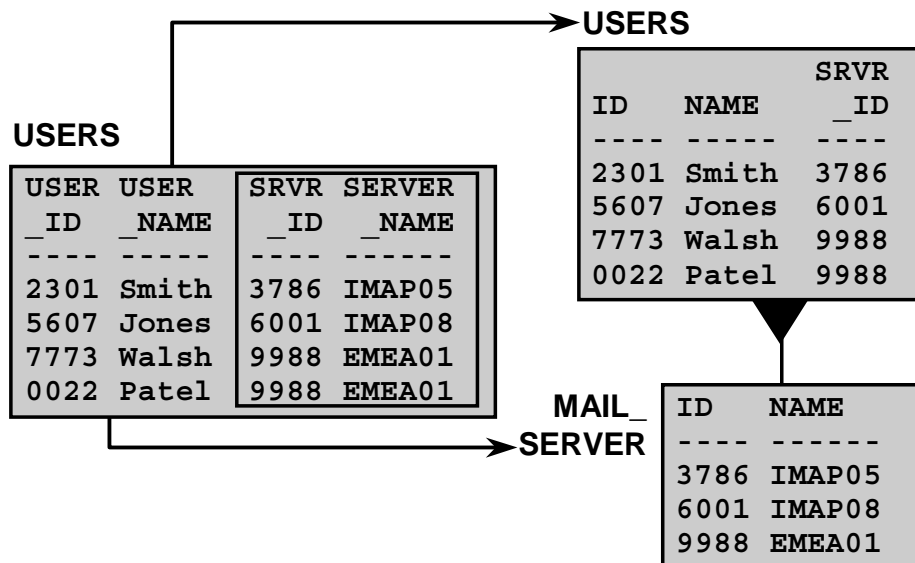 USERS
USER USER SRVR SERVER
_ID _NAME _ID _NAME
---- ----- ---- ------
2301 Smith 3786 IMAP05
5607 Jones 6001 IMAP08
7773 Walsh 9988 EMEA01
0022 Patel 9988 EMEA01
USERS
SRVR
ID NAME _ID
---- ----- ----
2301 Smith 3786
5607 Jones 6001
7773 Walsh 9988
0022 Patel 9988
MAIL_
SERVER
ID NAME
---- ------
3786 IMAP05
6001 IMAP08
9988 EMEA01